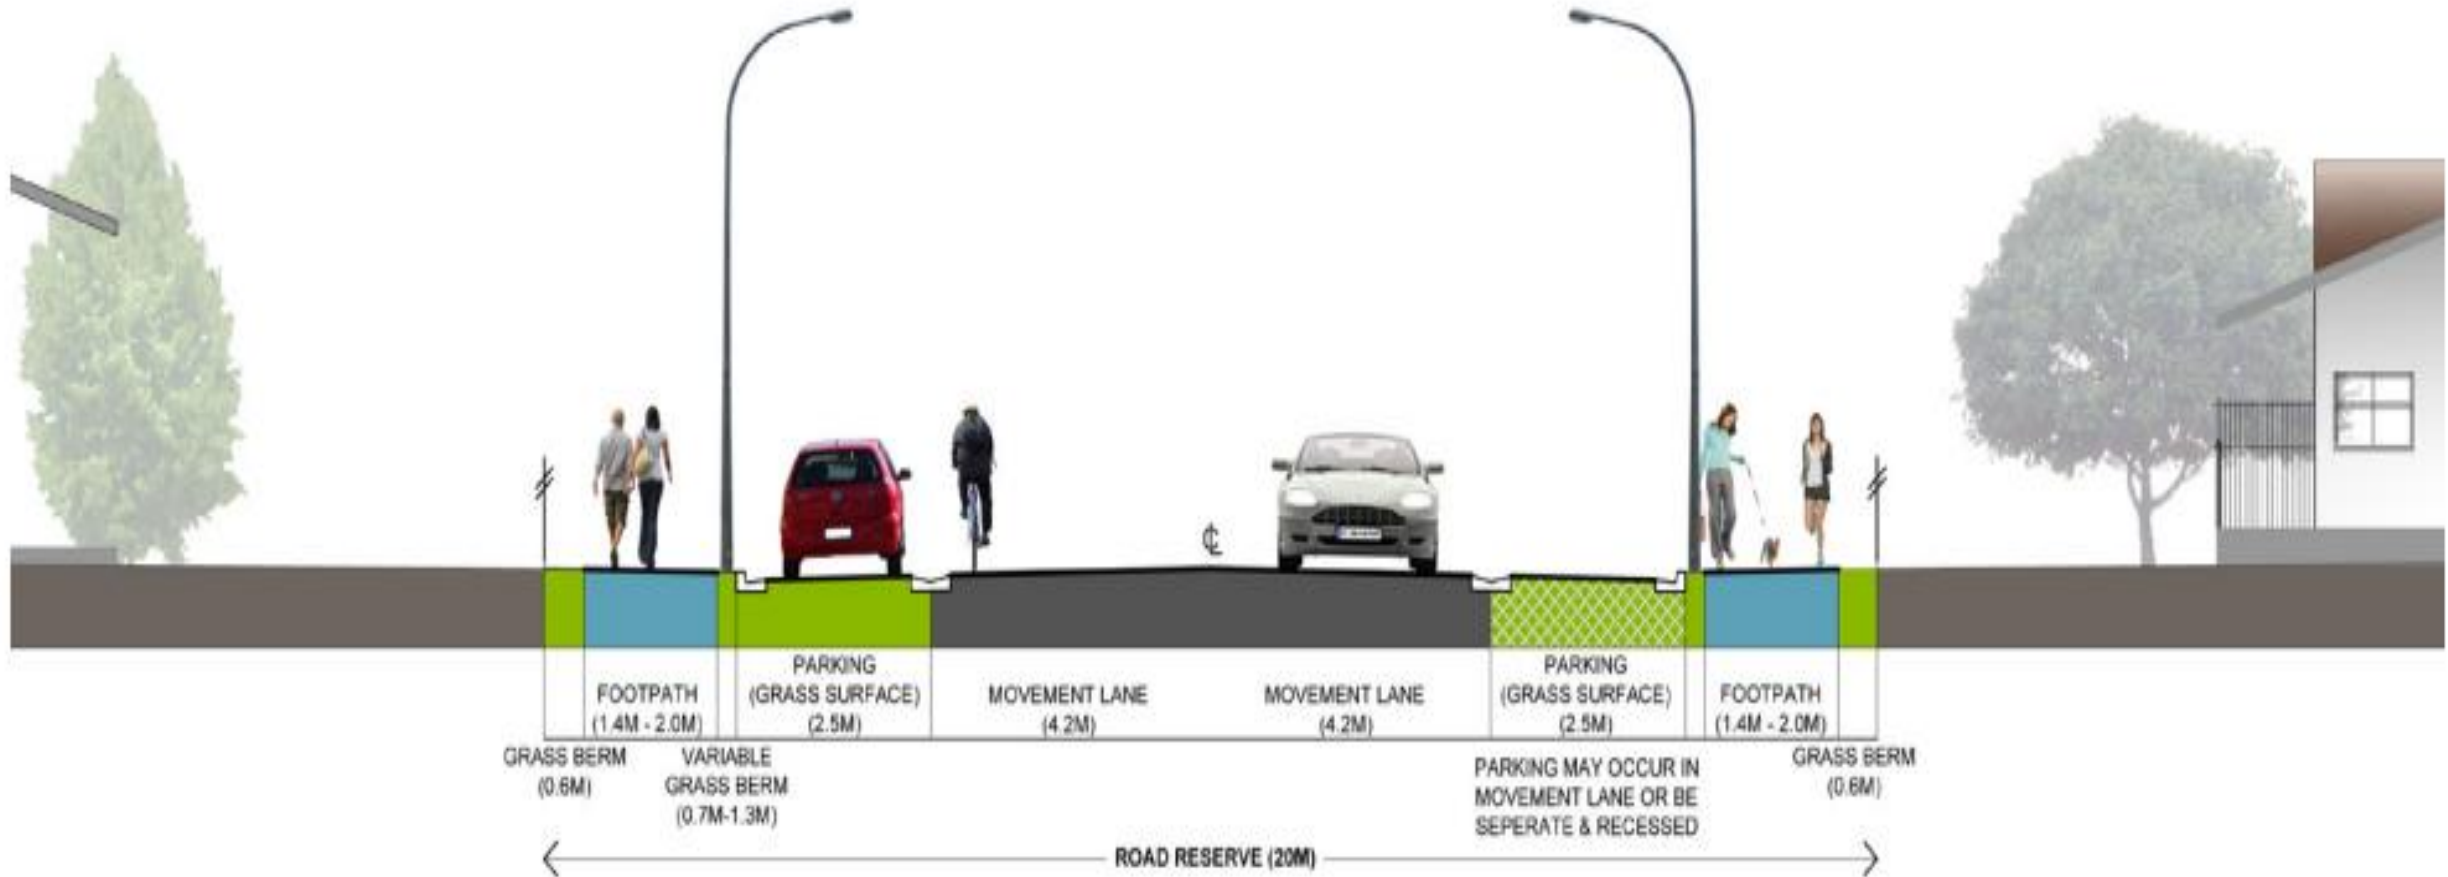 PARKING
(GRASS SURFACE)
(2.5M)
PARKING
(GRASS SURFACE)
(2.5M)
FOOTPATH
(1.4M - 2.0M)
MOVEMENT LANE
(4.2M)
MOVEMENT LANE
(4.2M)
FOOTPATH
(1.4M - 2.0M)
GRASS BERM
(0.6M)
VARIABLE
GRASS BERM
(0.7M-1.3M)
PARKING MAY OCCUR IN
MOVEMENT LANE OR BE
SEPERATE & RECESSED
GRASS BERM
(0.6M)
ROAD RESERVE (20M)